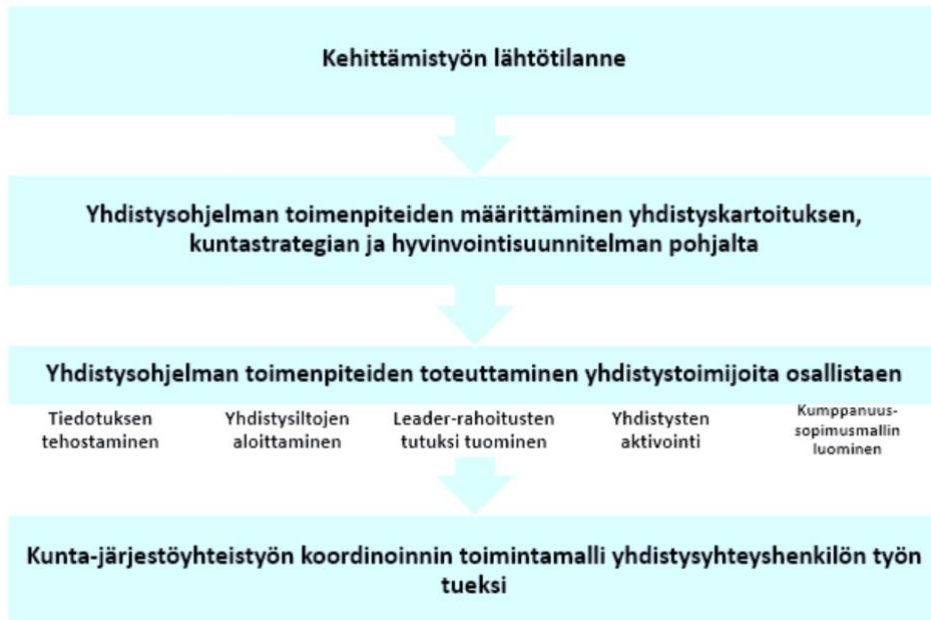 Kehittämistyön lähtötilanne
Yhdistysohjelman toimenpiteiden määrittäminen yhdistyskartoituksen,
kuntastrategian ja hyvinvointisuunnitelman pohjalta
Yhdistysohjelman toimenpiteiden toteuttaminen yhdistystoimijoita osallistaen
Tiedotuksen
tehostaminen
Yhdistysiltojen
aloittaminen
Leader-rahoitusten
tutuksi tuominen
Yhdistysten
aktivointi
Kumppanuus-
sopimusmallin
luominen
Kunta-järjestöyhteistyön koordinoinnin toimintamalli yhdistysyhteyshenkilön työn
tueksi